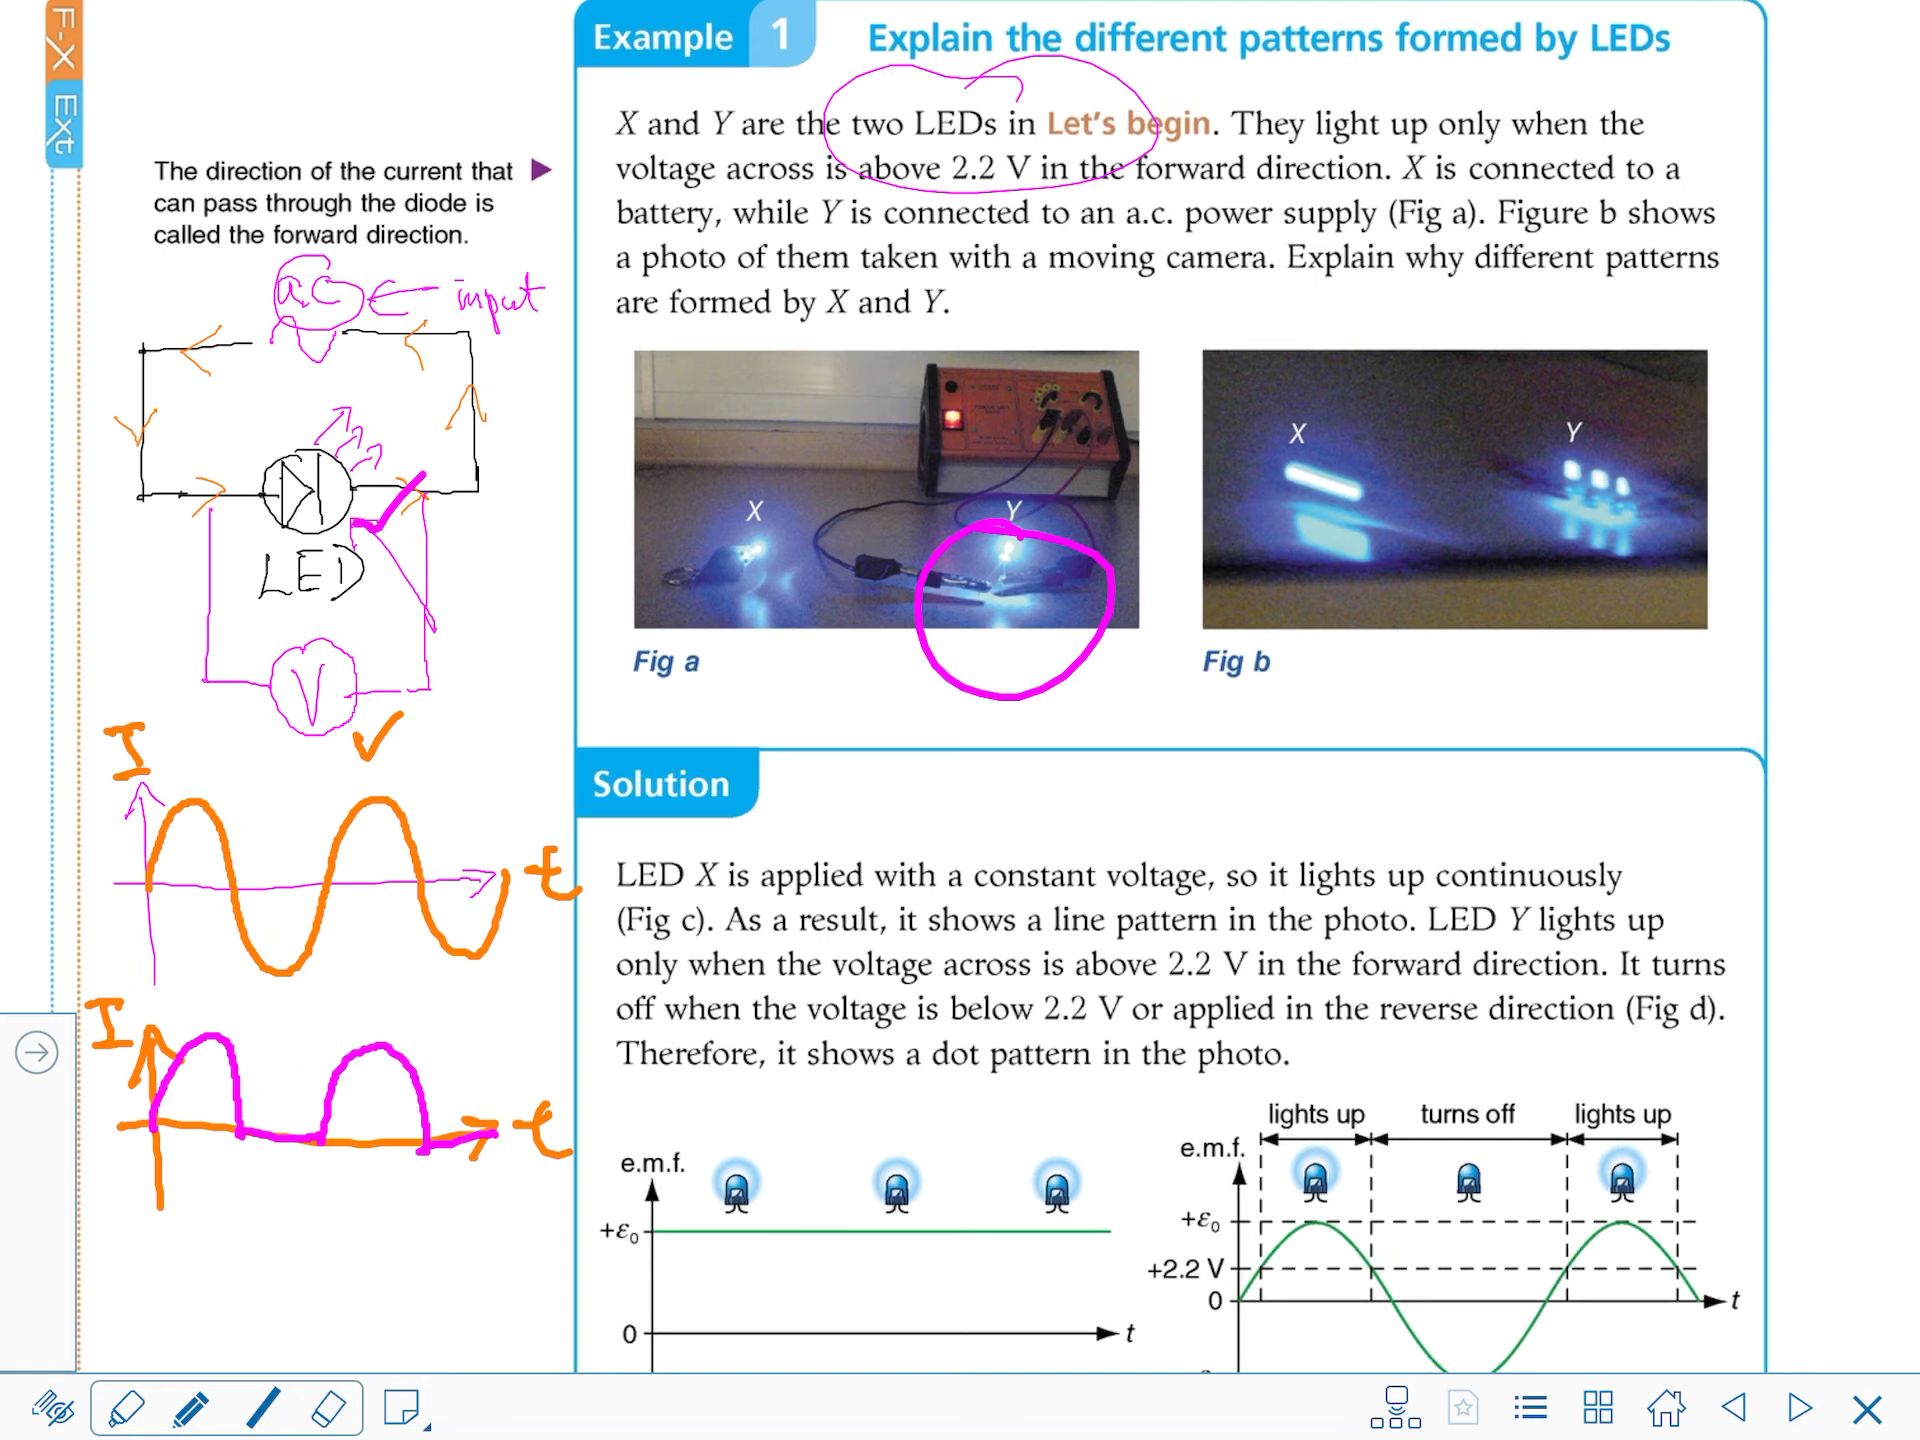 F-X Ext
The direction of the current that
can pass through the diode is
called the forward direction.
a.c
input
LED
V
I
t
I
t
Example 1 Explain the different patterns formed by LEDs
X and Y are the two LEDs in Let's begin. They light up only when the
voltage across is above 2.2 V in the forward direction. X is connected to a
battery, while Y is connected to an a.c. power supply (Fig a). Figure b shows
a photo of them taken with a moving camera. Explain why different patterns
are formed by X and Y.
X
Y
X
Y
Fig a
Fig b
Solution
LED X is applied with a constant voltage, so it lights up continuously
(Fig c). As a result, it shows a line pattern in the photo. LED Y lights up
only when the voltage across is above 2.2 V in the forward direction. It turns
off when the voltage is below 2.2 V or applied in the reverse direction (Fig d).
Therefore, it shows a dot pattern in the photo.
e.m.f.
+ε₀
0
t
lights up turns off lights up
e.m.f.
+ε₀
+2.2 V
0
t